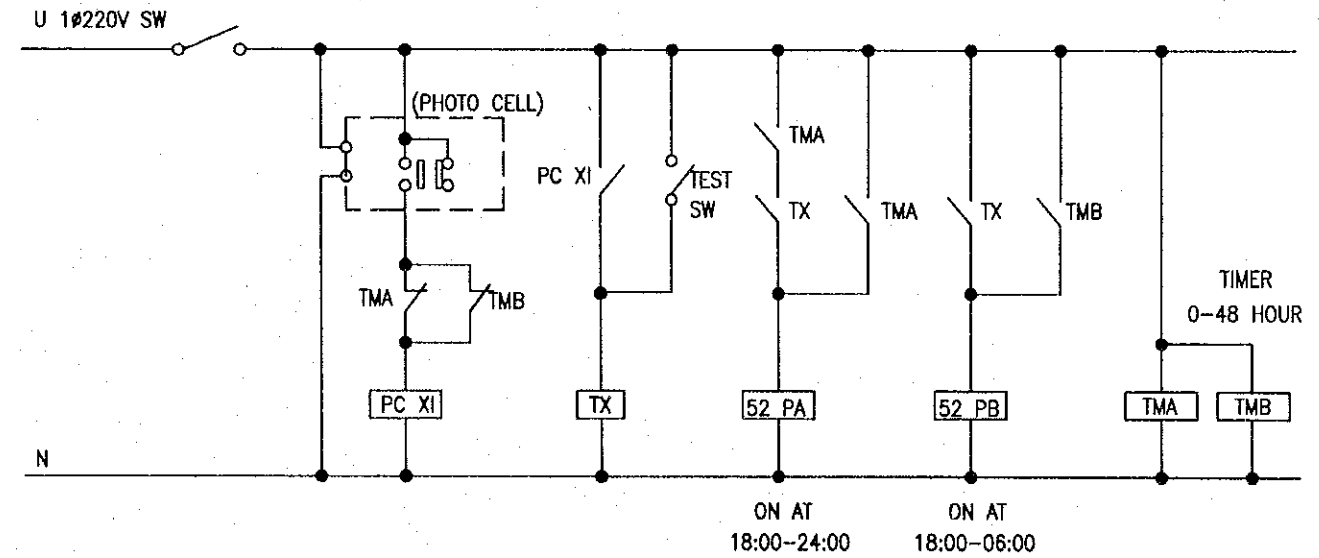 U 1ø220V SW
(PHOTO CELL)
TMA
PC XI
TEST
SW
TX
TMA
TX
TMB
TMA
TMB
TIMER
0-48 HOUR
PC XI
TX
52 PA
52 PB
TMA
TMB
N
ON AT
18:00-24:00
ON AT
18:00-06:00